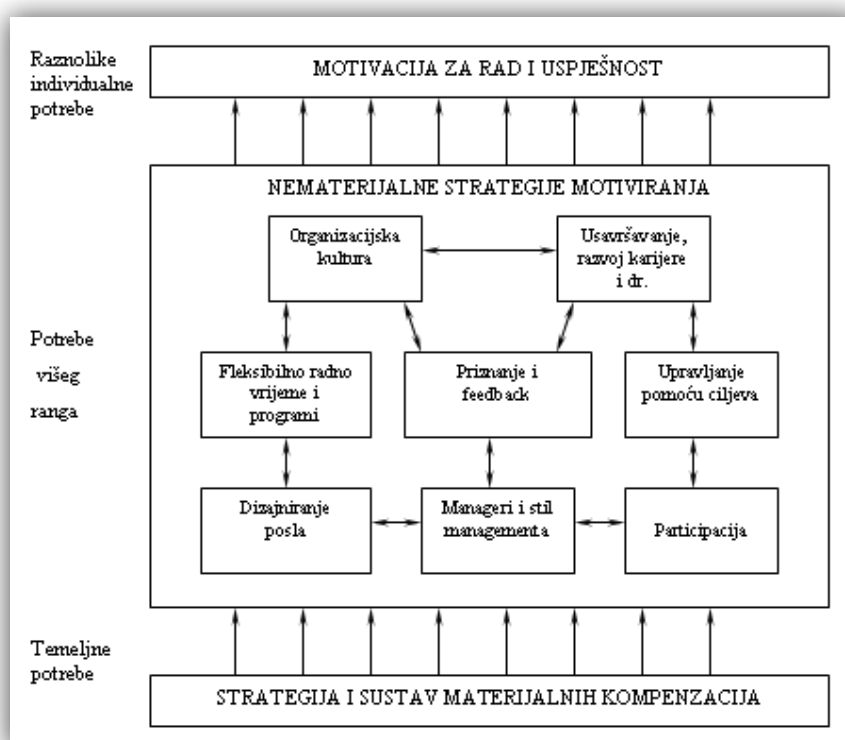 Raznolike
individualne
potrebe
MOTIVACIJA ZA RAD I USPJEŠNOST
NEMATERIJALNE STRATEGIJE MOTIVIRANJA
Organizacijska
kultura
Usavršavanje,
razvoj karijere
i dr.
Potrebe
višeg
ranga
Fleksibilno radno
vrijeme i
programi
Priznanje i
feedback
Upravljanje
pomoću ciljeva
Dizajniranje
posla
Manageri i stil
managementa
Participacija
Temeljne
potrebe
STRATEGIJA I SUSTAV MATERIJALNIH KOMPENZACIJA